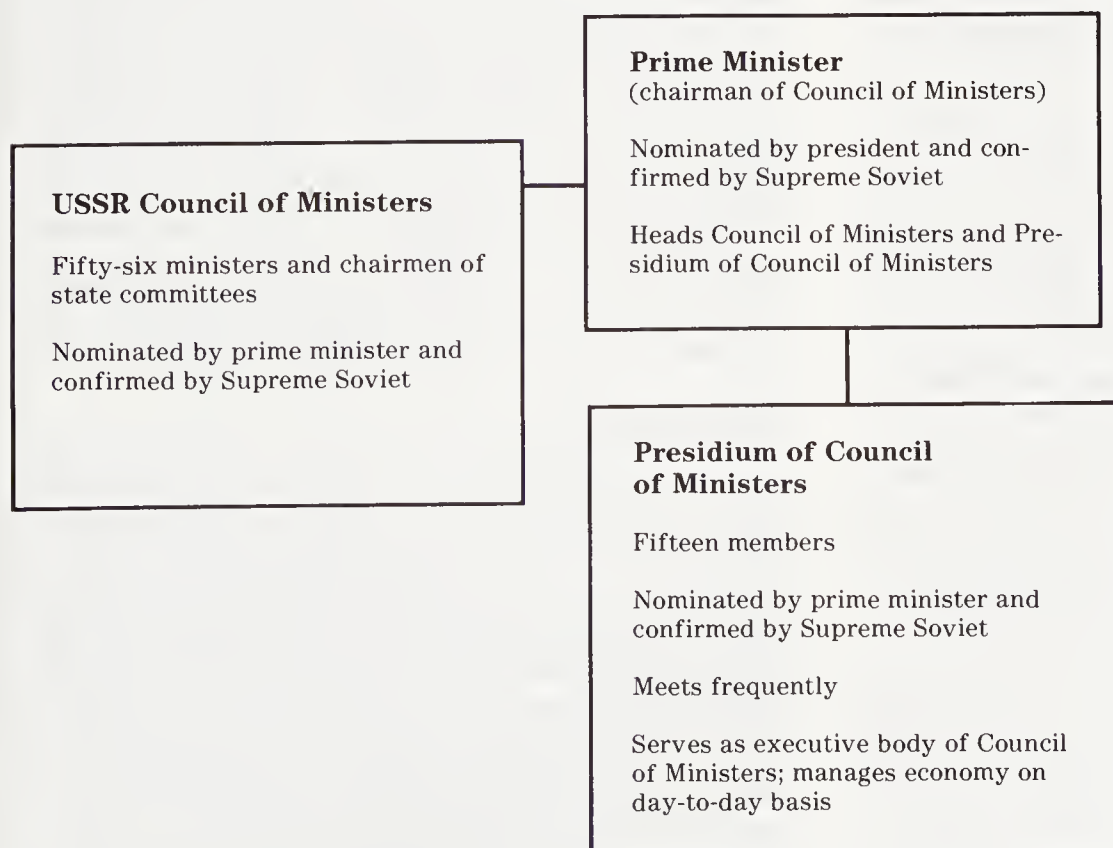 Prime Minister
(chairman of Council of Ministers)
Nominated by president and con-
firmed by Supreme Soviet
Heads Council of Ministers and Pre-
sidium of Council of Ministers
USSR Council of Ministers
Fifty-six ministers and chairmen of
state committees
Nominated by prime minister and
confirmed by Supreme Soviet
Presidium of Council
of Ministers
Fifteen members
Nominated by prime minister and
confirmed by Supreme Soviet
Meets frequently
Serves as executive body of Council
of Ministers; manages economy on
day-to-day basis